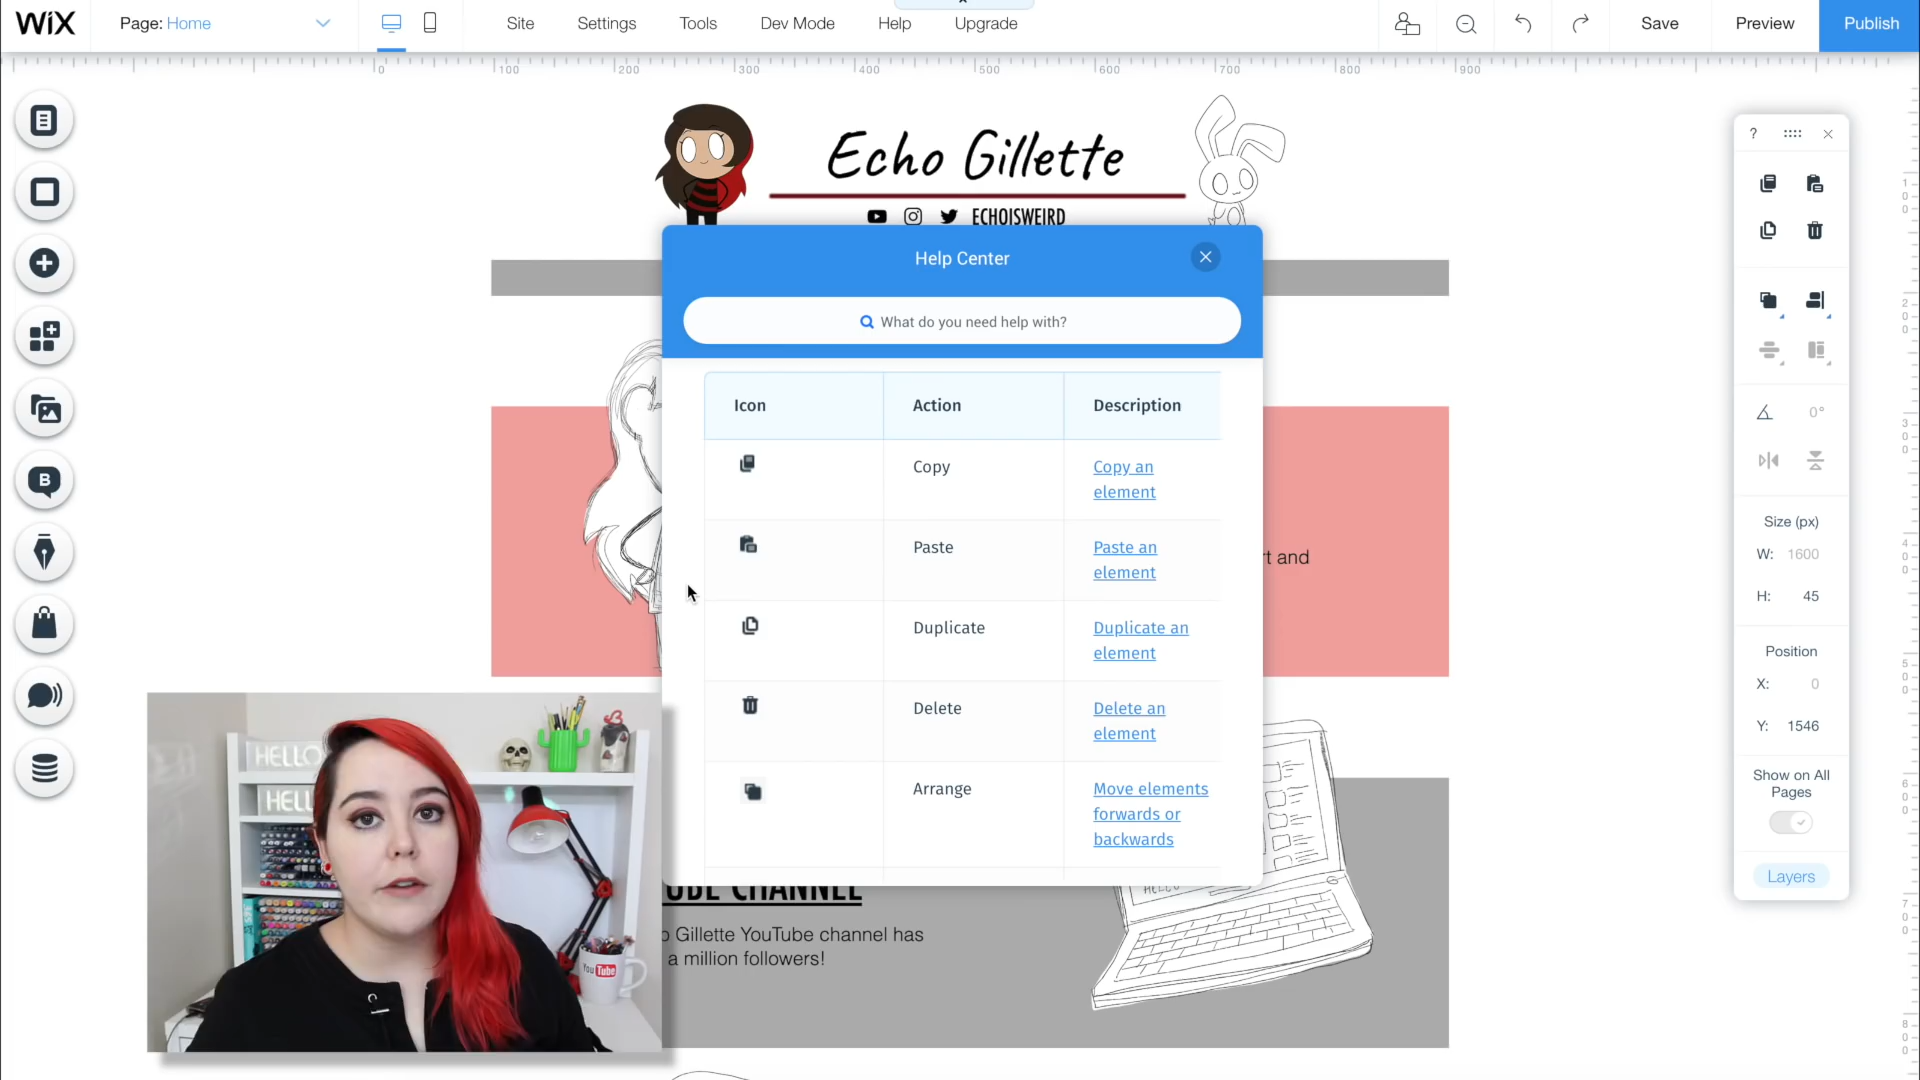 WiX
Page: Home
Site
Settings
Tools
Dev Mode
Help
Upgrade
Save
Preview
Publish
0
100
200
300
400
500
600
700
800
900
Echo Gillette
ECHOISWEIRD
Help Center
What do you need help with?
Icon
Action
Description
Copy
Copy an
element
Paste
Paste an
element
Duplicate
Duplicate an
element
Delete
Delete an
element
Arrange
Move elements
forwards or
backwards
and
UBE CHANNEL
Gillette YouTube channel has
a million followers!
HELLO
HELLO
HELL
YouTube
B
?
0°
Size (px)
W: 1600
H: 45
Position
X: 0
Y: 1546
Show on All
Pages
Layers